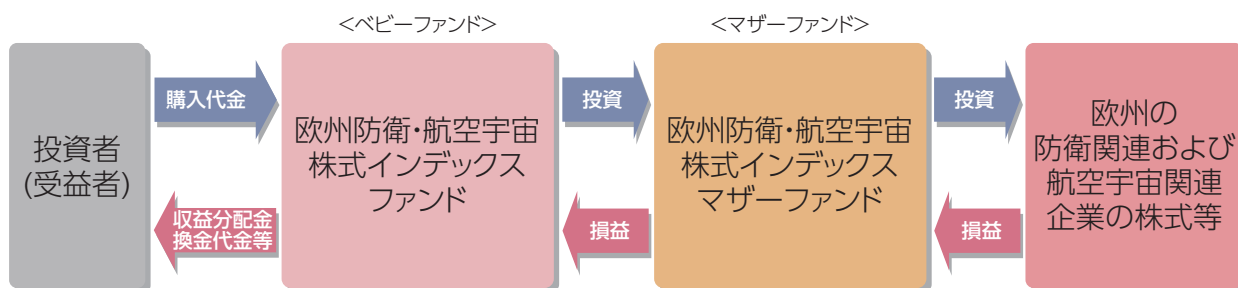 <ベビーファンド>
<マザーファンド>
投資者
(受益者)
購入代金
収益分配金
換金代金等
欧州防衛・航空宇宙
株式インデックス
ファンド
投資
損益
欧州防衛・航空宇宙
株式インデックス
マザーファンド
投資
損益
欧州の
防衛関連および
航空宇宙関連
企業の株式等